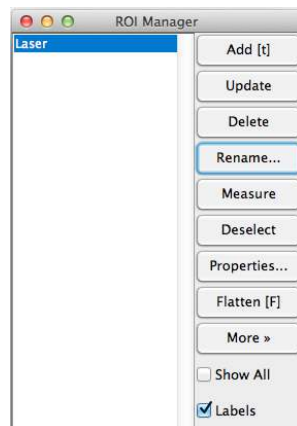 ROI Manager
Laser
Add [t]
Update
Delete
Rename...
Measure
Deselect
Properties...
Flatten [F]
More »
Show All
Labels